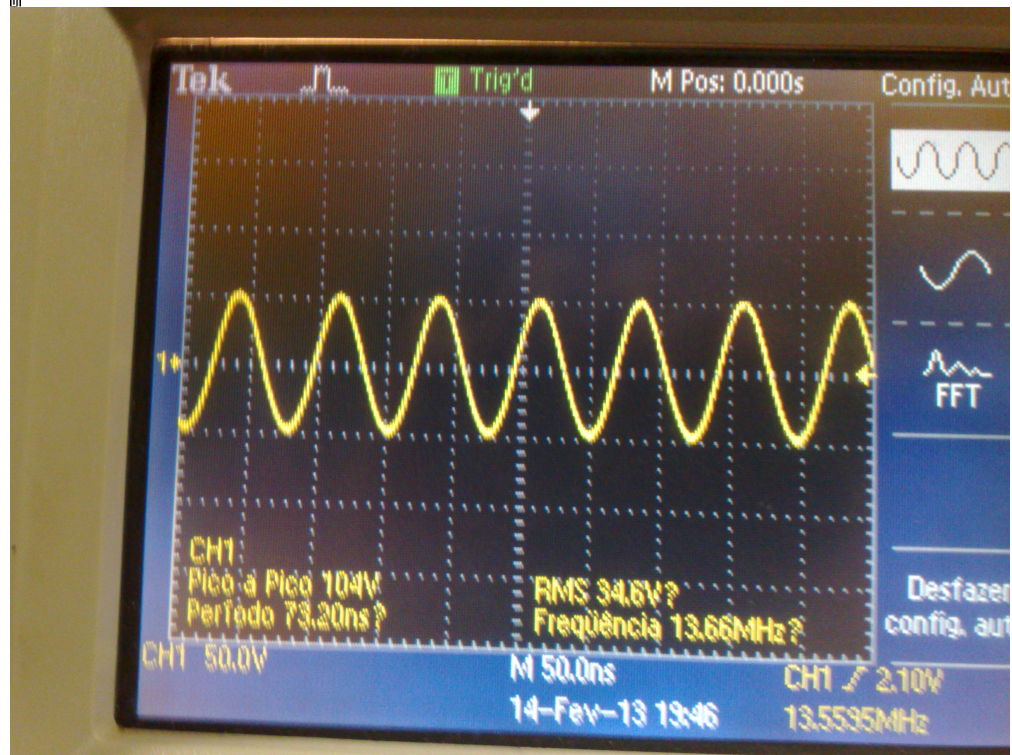 Tek
Trig'd
M Pos: 0.000s
Config. Aut
FFT
CH1
Pico a Pico 104V
Período 73.20ns?
RMS 34.6V?
Freqüência 13.66MHz?
Desfazer
config. aut
1
CH1 50.0V
M 50.0ns
CH1 2.10V
14-Fev-13 19:46
13.5595MHz